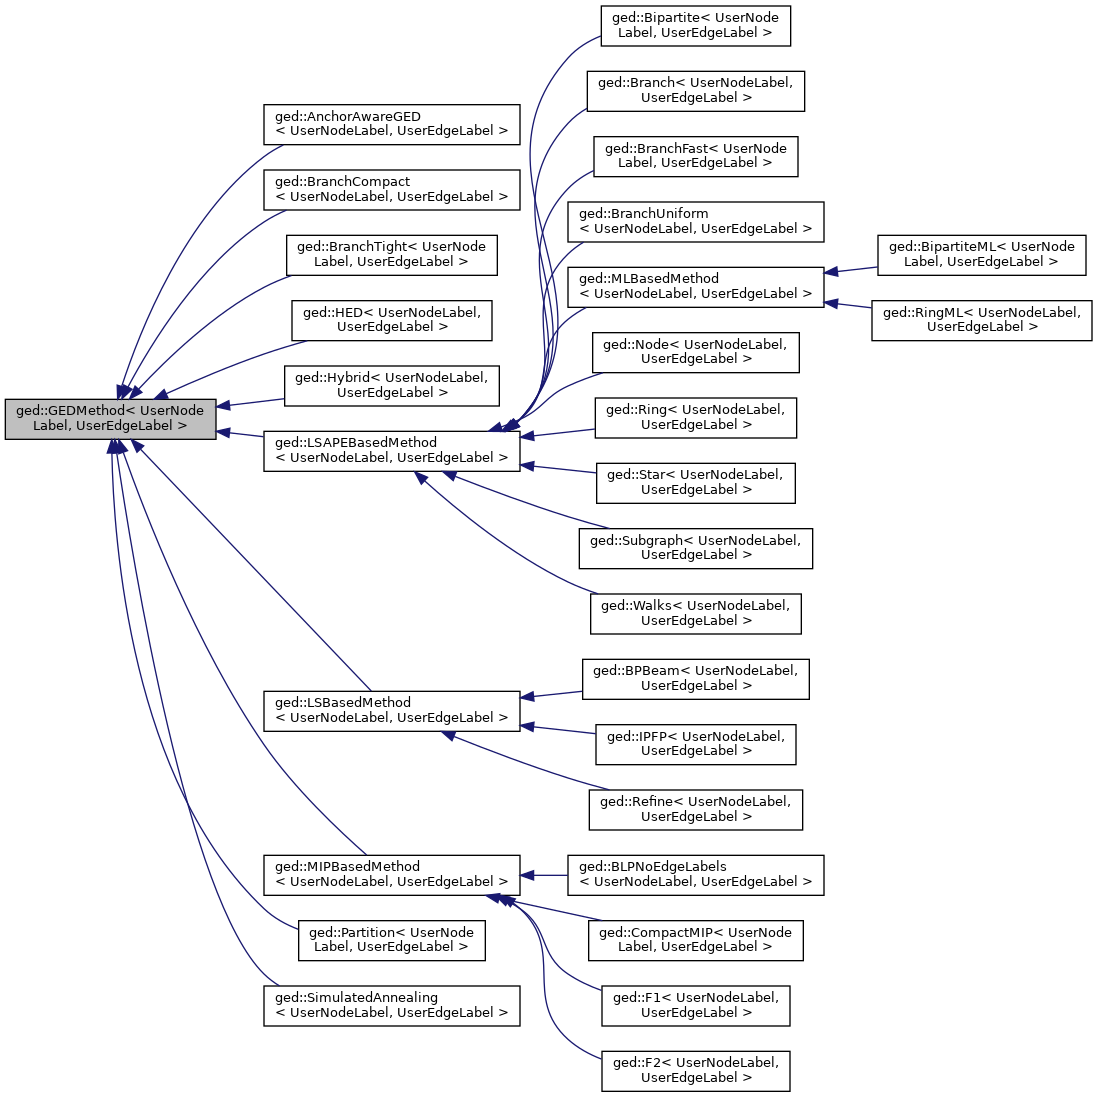 ged::Bipartite< UserNode
Label, UserEdgeLabel >
ged::Branch< UserNodeLabel,
UserEdgeLabel >
ged::AnchorAwareGED
< UserNodeLabel, UserEdgeLabel >
ged::BranchFast< UserNode
Label, UserEdgeLabel >
ged::BranchCompact
< UserNodeLabel, UserEdgeLabel >
ged::BranchUniform
< UserNodeLabel, UserEdgeLabel >
ged::BranchTight< UserNode
Label, UserEdgeLabel >
ged::BipartiteML< UserNode
Label, UserEdgeLabel >
ged::MLBasedMethod
< UserNodeLabel, UserEdgeLabel >
ged::HED< UserNodeLabel,
UserEdgeLabel >
ged::RingML< UserNodeLabel,
UserEdgeLabel >
ged::Node< UserNodeLabel,
UserEdgeLabel >
ged::Hybrid< UserNodeLabel,
UserEdgeLabel >
ged::GEDMethod< UserNode
Label, UserEdgeLabel >
ged::Ring< UserNodeLabel,
UserEdgeLabel >
ged::LSAPEBasedMethod
< UserNodeLabel, UserEdgeLabel >
ged::Star< UserNodeLabel,
UserEdgeLabel >
ged::Subgraph< UserNodeLabel,
UserEdgeLabel >
ged::Walks< UserNodeLabel,
UserEdgeLabel >
ged::BPBeam< UserNodeLabel,
UserEdgeLabel >
ged::LSBasedMethod
< UserNodeLabel, UserEdgeLabel >
ged::IPFP< UserNodeLabel,
UserEdgeLabel >
ged::Refine< UserNodeLabel,
UserEdgeLabel >
ged::MIPBasedMethod
< UserNodeLabel, UserEdgeLabel >
ged::BLPNoEdgeLabels
< UserNodeLabel, UserEdgeLabel >
ged::Partition< UserNode
Label, UserEdgeLabel >
ged::CompactMIP< UserNode
Label, UserEdgeLabel >
ged::SimulatedAnnealing
< UserNodeLabel, UserEdgeLabel >
ged::F1< UserNodeLabel,
UserEdgeLabel >
ged::F2< UserNodeLabel,
UserEdgeLabel >